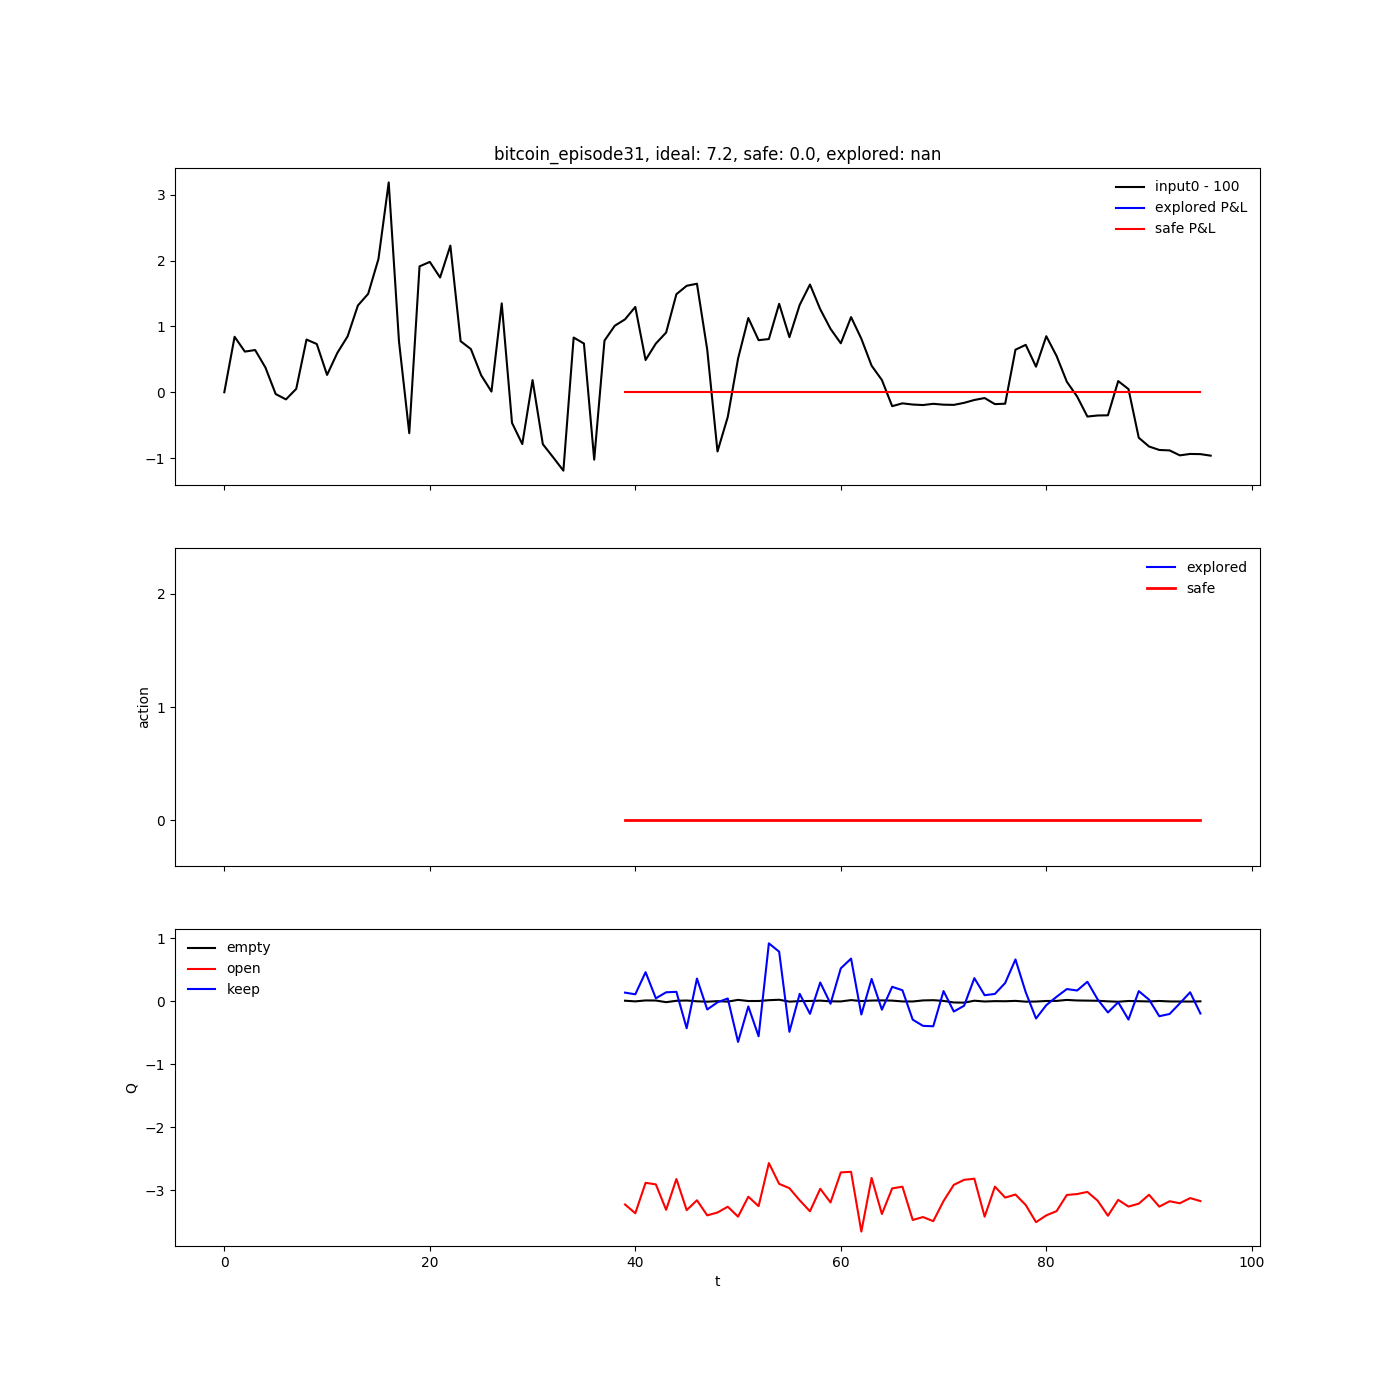 bitcoin_episode31, ideal: 7.2, safe: 0.0, explored: nan
3
2
1
0
−1
input0 - 100
explored P&L
safe P&L
2
1
0
action
explored
safe
1
0
−1
−2
−3
Q
empty
open
keep
0 20 40 60 80 100
t